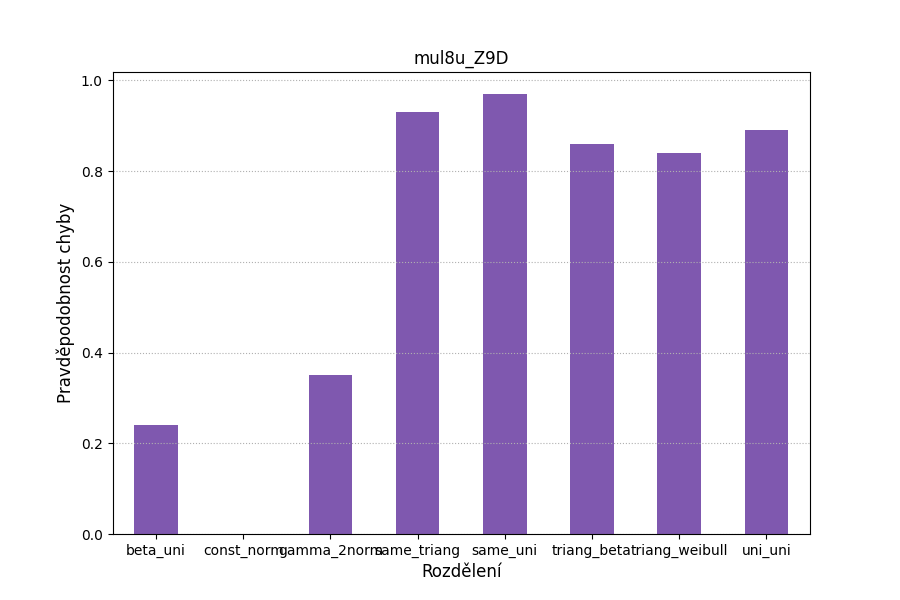 mul8u_Z9D
Pravděpodobnost chyby
1.0
0.8
0.6
0.4
0.2
0.0
beta_uni const_norm gamma_2norm same_triang same_uni triang_beta triang_weibull uni_uni
Rozdělení